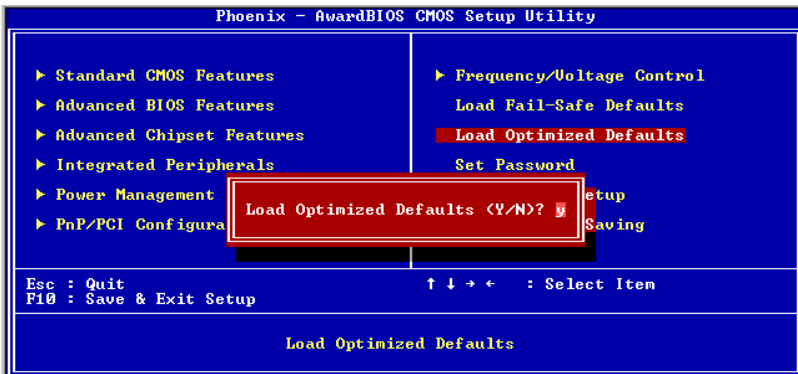 Phoenix - AwardBIOS CMOS Setup Utility
▶ Standard CMOS Features
▶ Advanced BIOS Features
▶ Advanced Chipset Features
▶ Integrated Peripherals
▶ Power Management
▶ PnP/PCI Configura
▶ Frequency/Voltage Control
Load Fail-Safe Defaults
Load Optimized Defaults
Set Password
etup
Saving
Load Optimized Defaults (Y/N)? y
Esc : Quit
F10 : Save & Exit Setup
↑ ↓ → ← : Select Item
Load Optimized Defaults